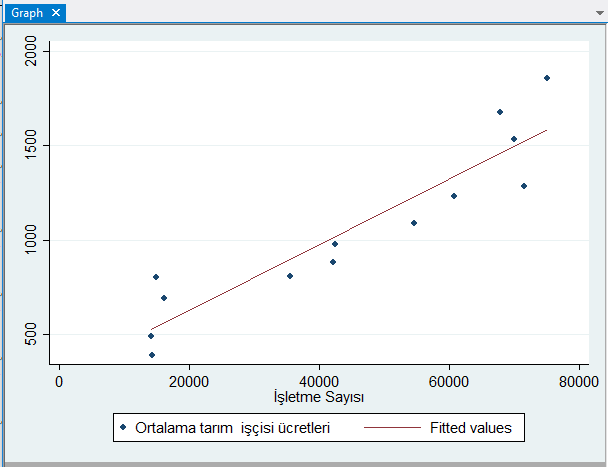 Graph
2000
1500
1000
500
0 20000 40000 60000 80000
İşletme Sayısı
Ortalama tarım işçisi ücretleri Fitted values